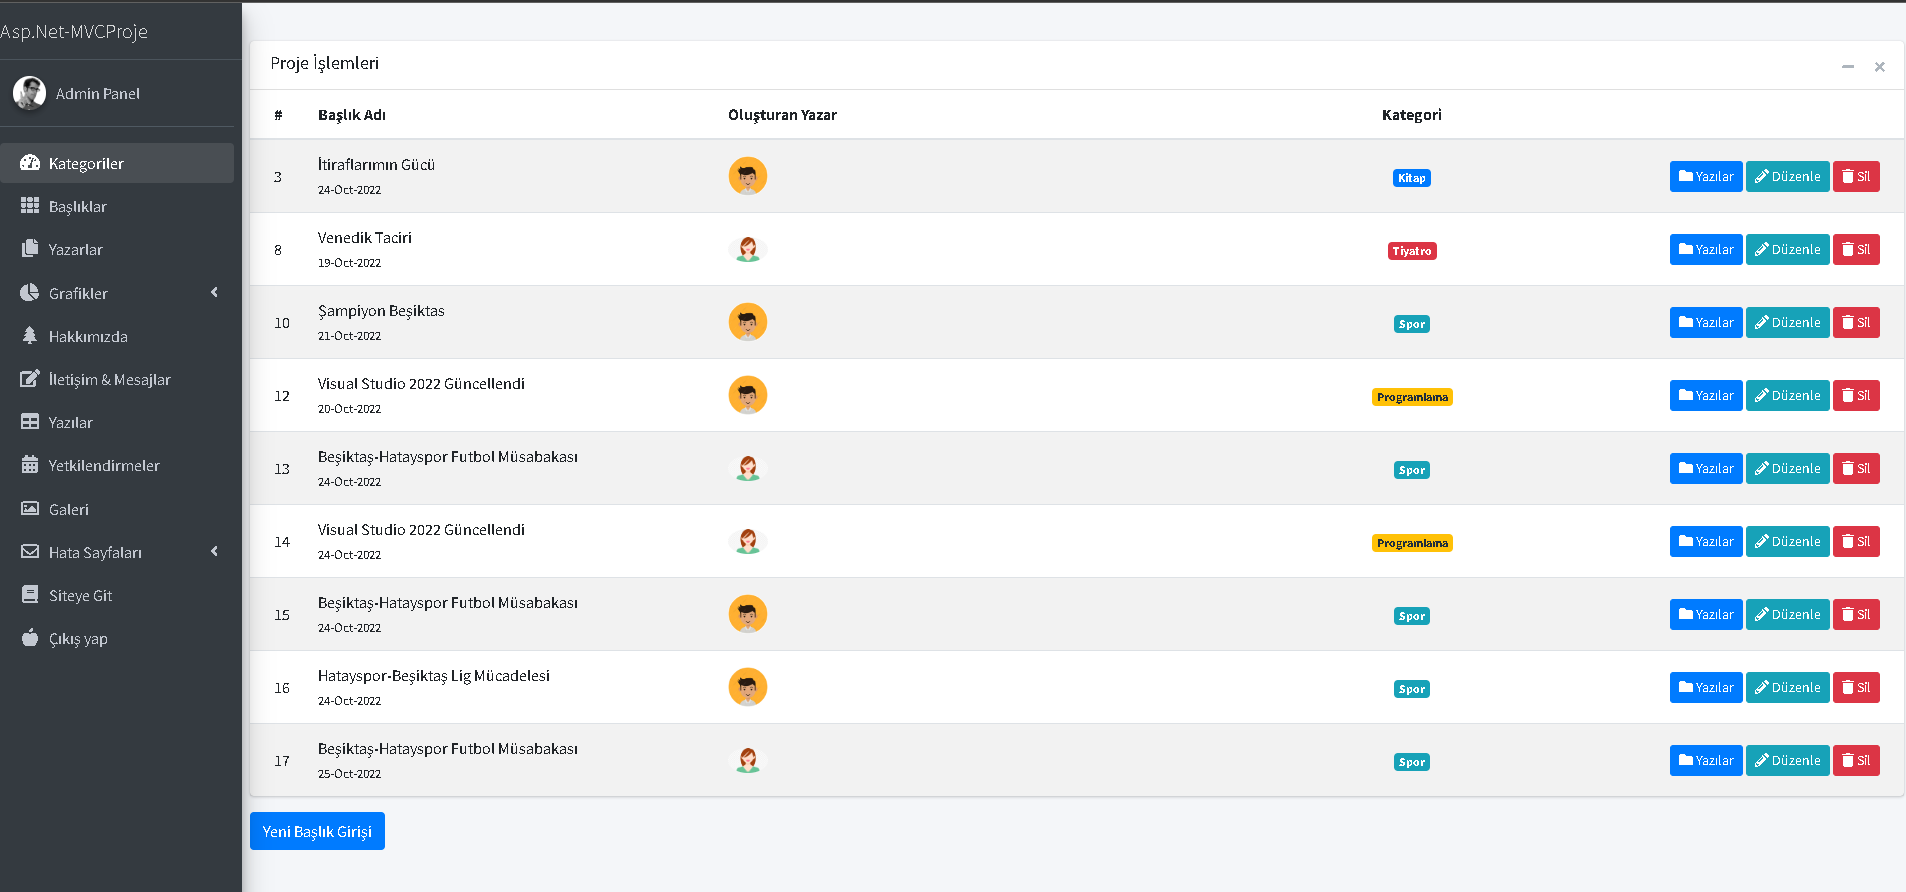 Asp.Net-MVCProje
Admin Panel
Kategoriler
Başlıklar
Yazarlar
Grafikler
Hakkımızda
İletişim & Mesajlar
Yazılar
Yetkilendirmeler
Galeri
Hata Sayfaları
Siteye Git
Çıkış yap
Proje İşlemleri
# Başlık Adı Oluşturan Yazar Kategori
3 İtiraflarımın Gücü Kitap Yazılar Düzenle Sil
24-Oct-2022
8 Venedik Taciri Tiyatro Yazılar Düzenle Sil
19-Oct-2022
10 Şampiyon Beşiktas Spor Yazılar Düzenle Sil
21-Oct-2022
12 Visual Studio 2022 Güncellendi Programlama Yazılar Düzenle Sil
20-Oct-2022
13 Beşiktaş-Hatayspor Futbol Müsabakası Spor Yazılar Düzenle Sil
24-Oct-2022
14 Visual Studio 2022 Güncellendi Programlama Yazılar Düzenle Sil
24-Oct-2022
15 Beşiktaş-Hatayspor Futbol Müsabakası Spor Yazılar Düzenle Sil
24-Oct-2022
16 Hatayspor-Beşiktaş Lig Mücadelesi Spor Yazılar Düzenle Sil
24-Oct-2022
17 Beşiktaş-Hatayspor Futbol Müsabakası Spor Yazılar Düzenle Sil
25-Oct-2022
Yeni Başlık Girişi